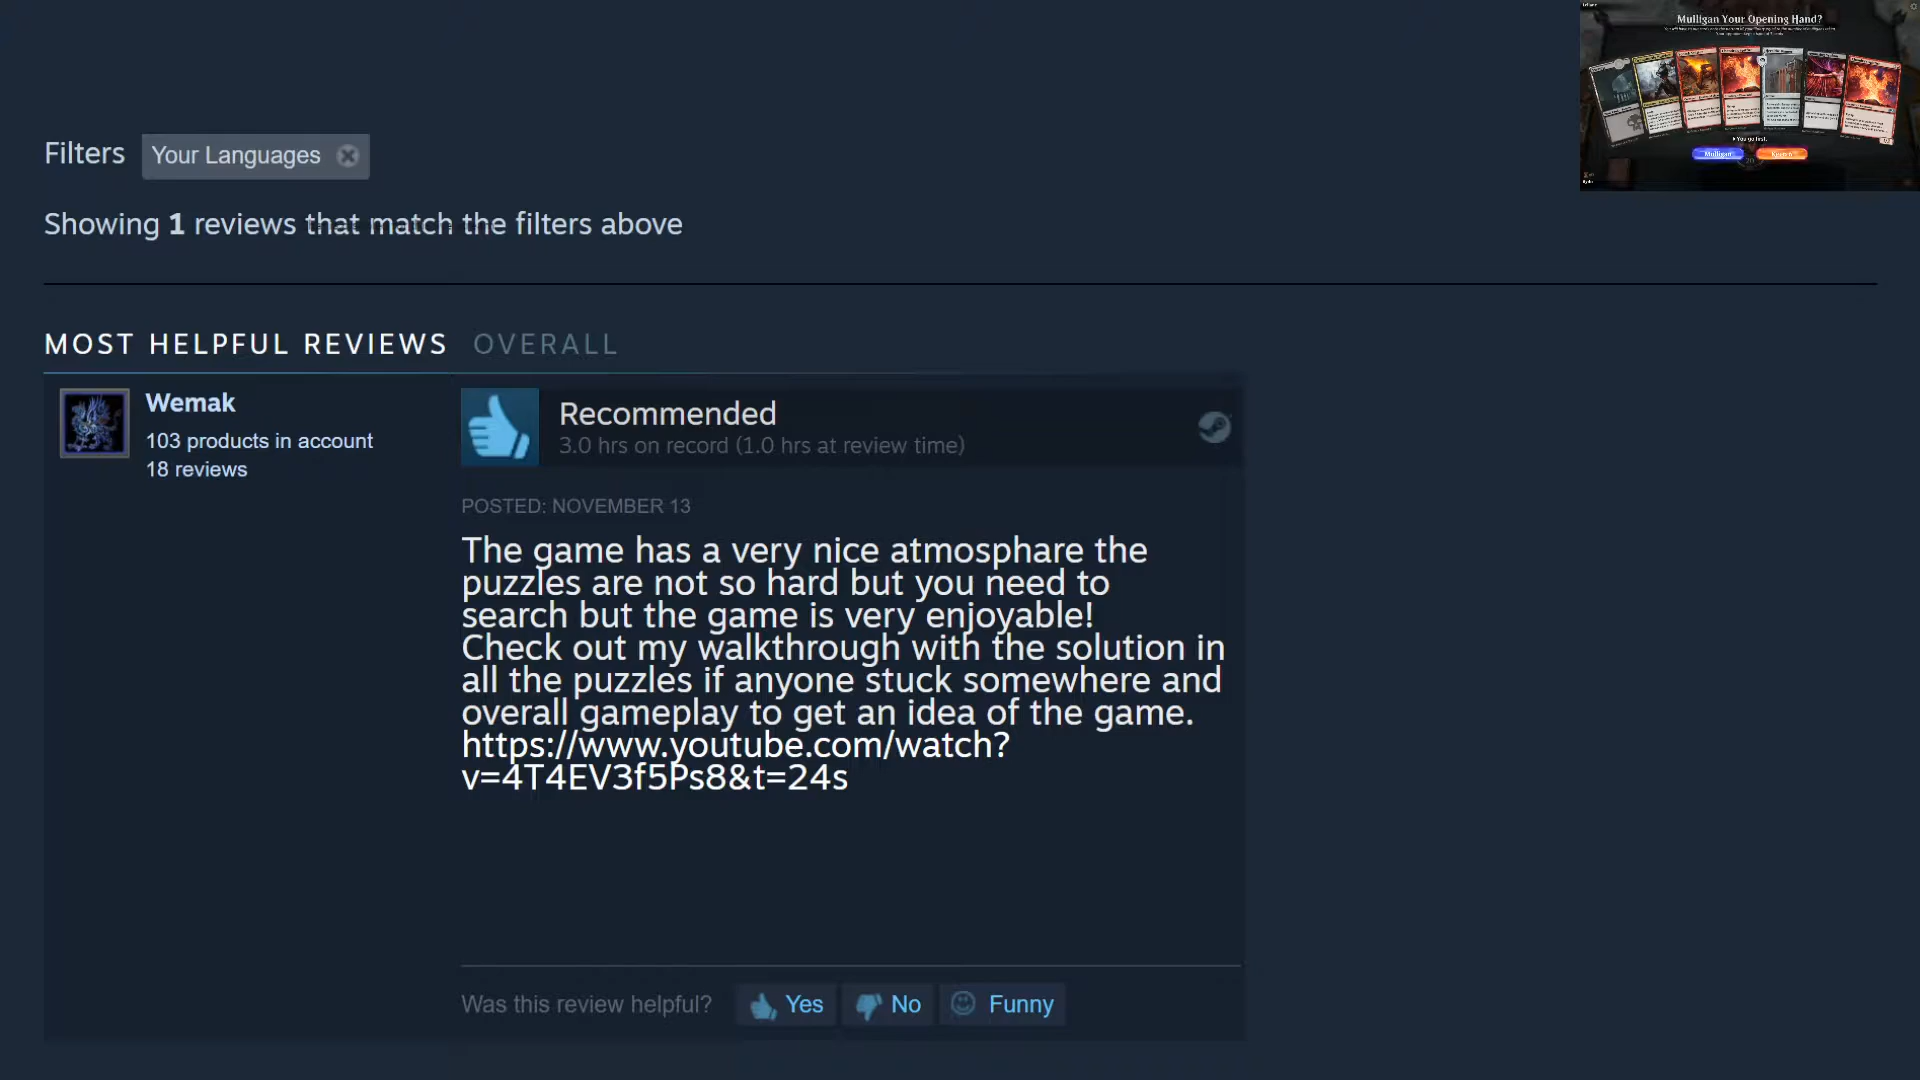 Mulligan Your Opening Hand?
You go first.
Mulligan
Filters
Your Languages
Showing 1 reviews that match the filters above
MOST HELPFUL REVIEWS
OVERALL
Wemak
103 products in account
18 reviews
Recommended
3.0 hrs on record (1.0 hrs at review time)
POSTED: NOVEMBER 13
The game has a very nice atmosphare the
puzzles are not so hard but you need to
search but the game is very enjoyable!
Check out my walkthrough with the solution in
all the puzzles if anyone stuck somewhere and
overall gameplay to get an idea of the game.
https://www.youtube.com/watch?
v=4T4EV3f5Ps8&t=24s
Was this review helpful?
Yes
No
Funny